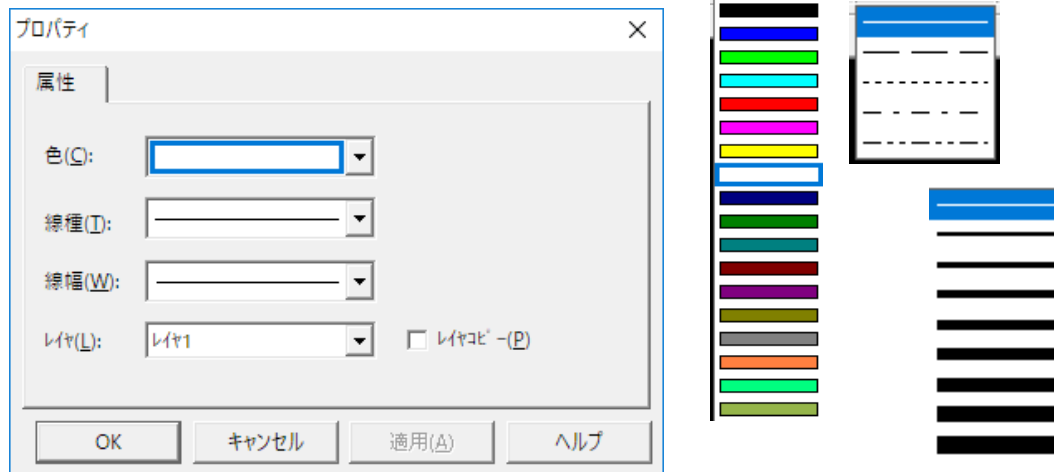 プロパティ
属性
色(C):
線種(T):
線幅(W):
ﾚｲﾔ(L):
ﾚｲﾔ1
ﾚｲﾔｺﾋﾟｰ(P)
OK
キャンセル
適用(A)
ヘルプ